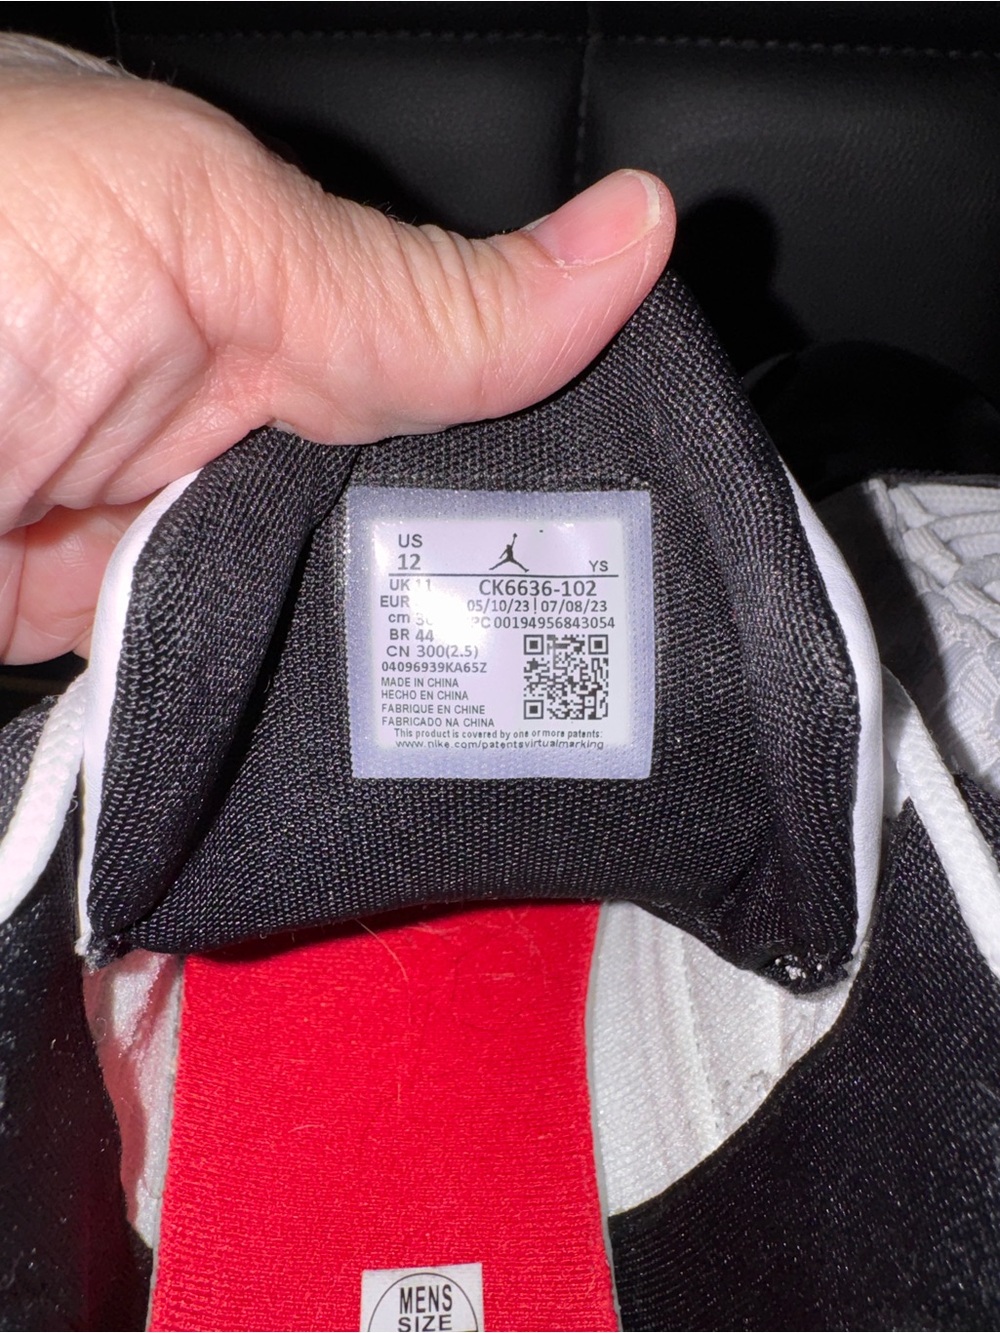 US
12
YS
UK 11 CK6636-102
EUR 05/10/23 | 07/08/23
cm PC 00194956843054
BR 44
CN 300(2.5)
04096939KA65Z
MADE IN CHINA
HECHO EN CHINA
FABRIQUE EN CHINE
FABRICADO NA CHINA
This product is covered by one or more patents:
www.nike.com/patentsvirtualmarking
MENS
SIZE